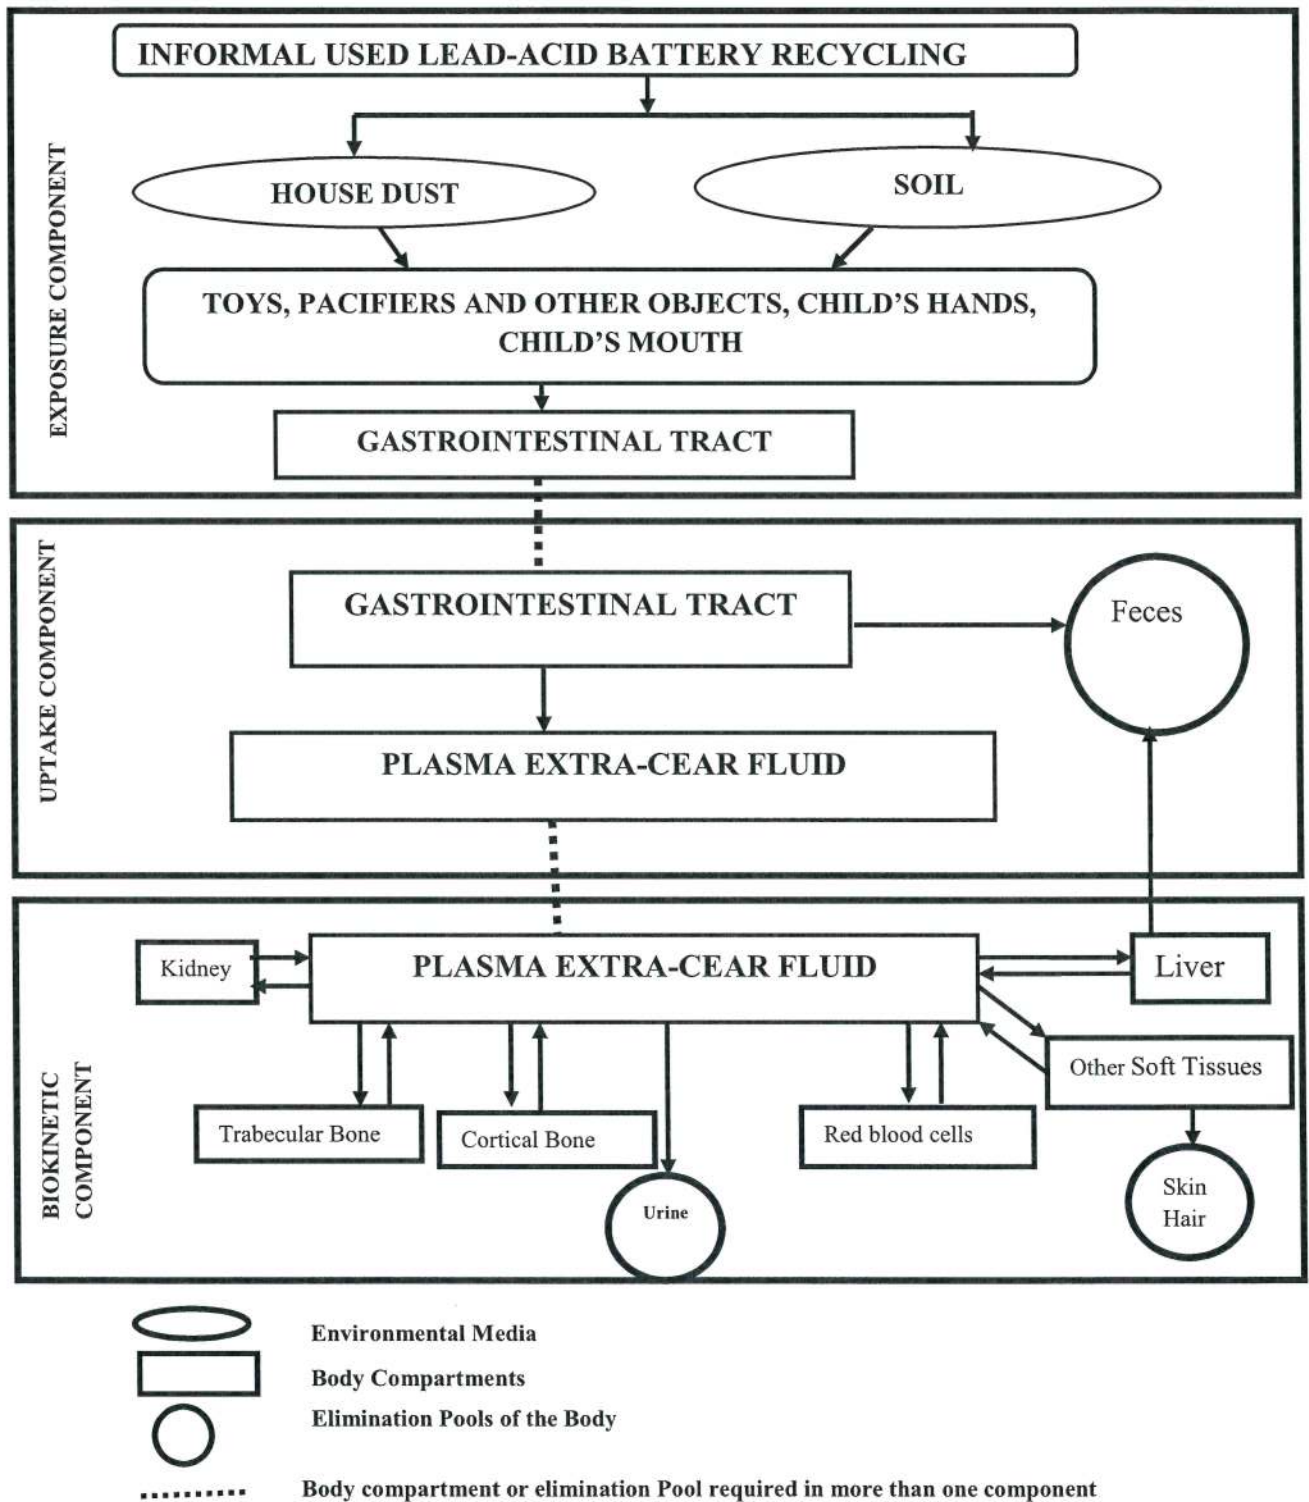 INFORMAL USED LEAD-ACID BATTERY RECYCLING
EXPOSURE COMPONENT
HOUSE DUST
SOIL
TOYS, PACIFIERS AND OTHER OBJECTS, CHILD'S HANDS,
CHILD'S MOUTH
GASTROINTESTINAL TRACT
UPTAKE COMPONENT
GASTROINTESTINAL TRACT
Feces
PLASMA EXTRA-CEAR FLUID
BIOKINETIC
COMPONENT
Kidney
PLASMA EXTRA-CEAR FLUID
Liver
Other Soft Tissues
Trabecular Bone
Cortical Bone
Red blood cells
Urine
Skin
Hair
Environmental Media
Body Compartments
Elimination Pools of the Body
Body compartment or elimination Pool required in more than one component